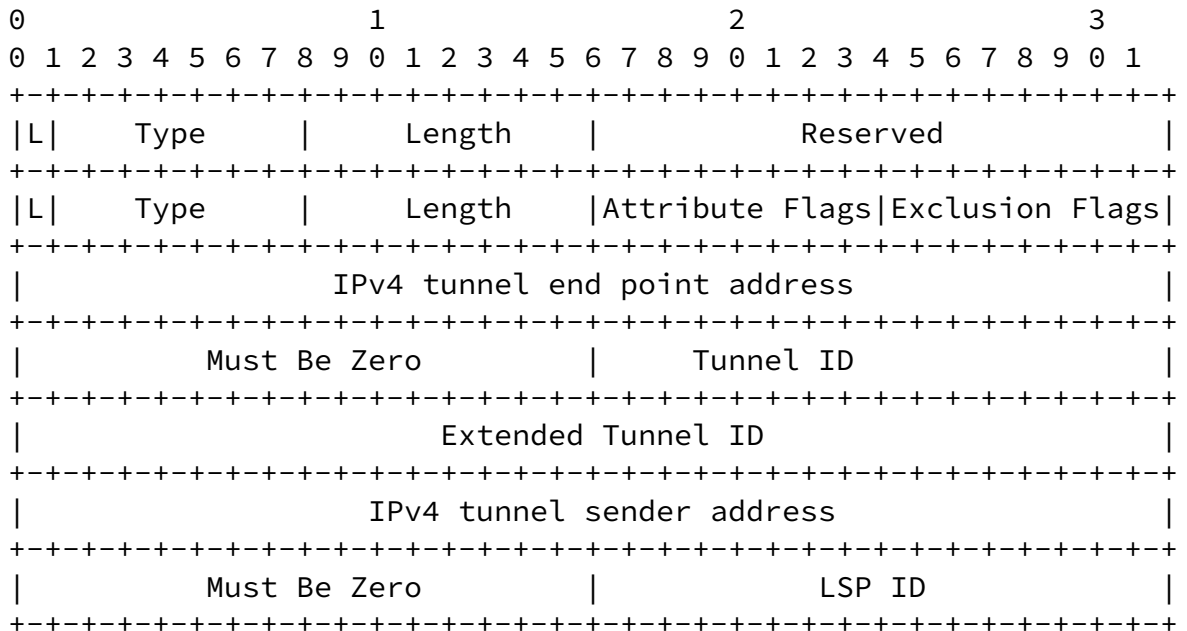 0                   1                   2                   3
0 1 2 3 4 5 6 7 8 9 0 1 2 3 4 5 6 7 8 9 0 1 2 3 4 5 6 7 8 9 0 1
+-+-+-+-+-+-+-+-+-+-+-+-+-+-+-+-+-+-+-+-+-+-+-+-+-+-+-+-+-+-+-+-+
|L|    Type     |     Length    |           Reserved            |
+-+-+-+-+-+-+-+-+-+-+-+-+-+-+-+-+-+-+-+-+-+-+-+-+-+-+-+-+-+-+-+-+
|L|    Type     |     Length    |Attribute Flags|Exclusion Flags|
+-+-+-+-+-+-+-+-+-+-+-+-+-+-+-+-+-+-+-+-+-+-+-+-+-+-+-+-+-+-+-+-+
|                 IPv4 tunnel end point address                 |
+-+-+-+-+-+-+-+-+-+-+-+-+-+-+-+-+-+-+-+-+-+-+-+-+-+-+-+-+-+-+-+-+
|          Must Be Zero         |     Tunnel ID                 |
+-+-+-+-+-+-+-+-+-+-+-+-+-+-+-+-+-+-+-+-+-+-+-+-+-+-+-+-+-+-+-+-+
|                       Extended Tunnel ID                      |
+-+-+-+-+-+-+-+-+-+-+-+-+-+-+-+-+-+-+-+-+-+-+-+-+-+-+-+-+-+-+-+-+
|                   IPv4 tunnel sender address                  |
+-+-+-+-+-+-+-+-+-+-+-+-+-+-+-+-+-+-+-+-+-+-+-+-+-+-+-+-+-+-+-+-+
|          Must Be Zero         |            LSP ID             |
+-+-+-+-+-+-+-+-+-+-+-+-+-+-+-+-+-+-+-+-+-+-+-+-+-+-+-+-+-+-+-+-+